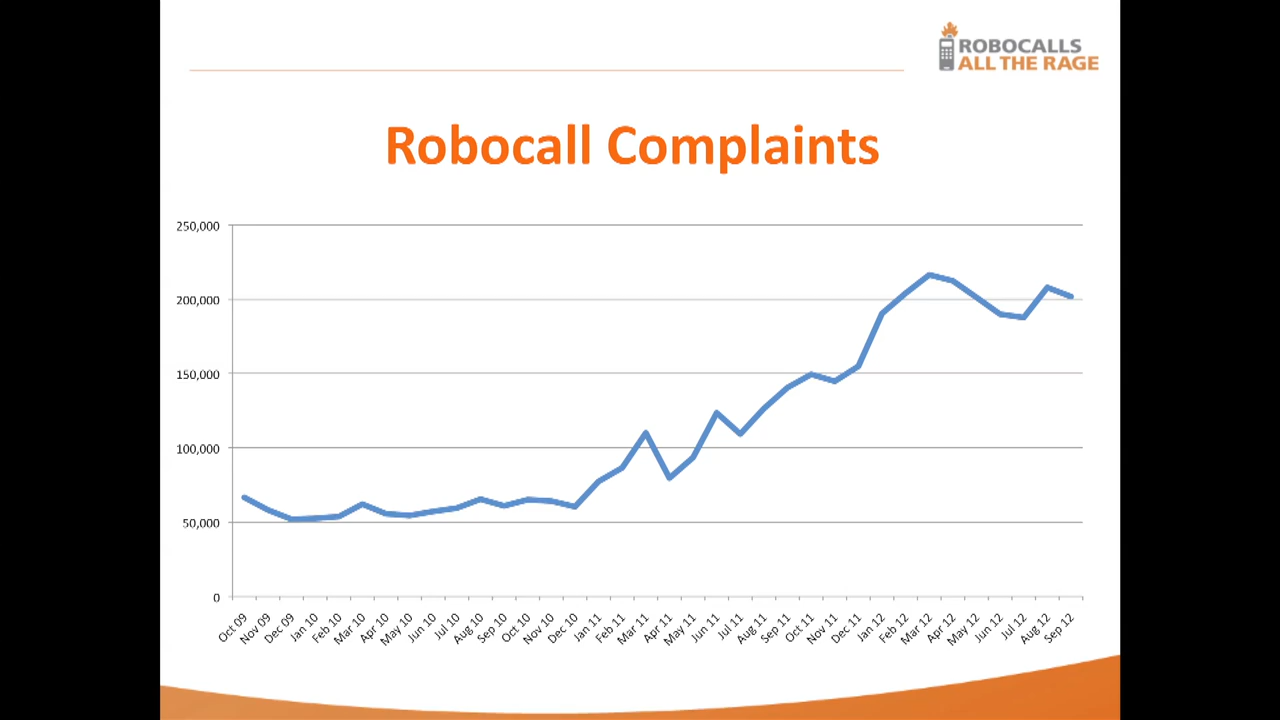 ROBOCALLS
ALL THE RAGE
Robocall Complaints
250,000
200,000
150,000
100,000
50,000
0
Oct 09
Nov 09
Dec 09
Jan 10
Feb 10
Mar 10
Apr 10
May 10
Jun 10
Jul 10
Aug 10
Sep 10
Oct 10
Nov 10
Dec 10
Jan 11
Feb 11
Mar 11
Apr 11
May 11
Jun 11
Jul 11
Aug 11
Sep 11
Oct 11
Nov 11
Dec 11
Jan 12
Feb 12
Mar 12
Apr 12
May 12
Jun 12
Jul 12
Aug 12
Sep 12